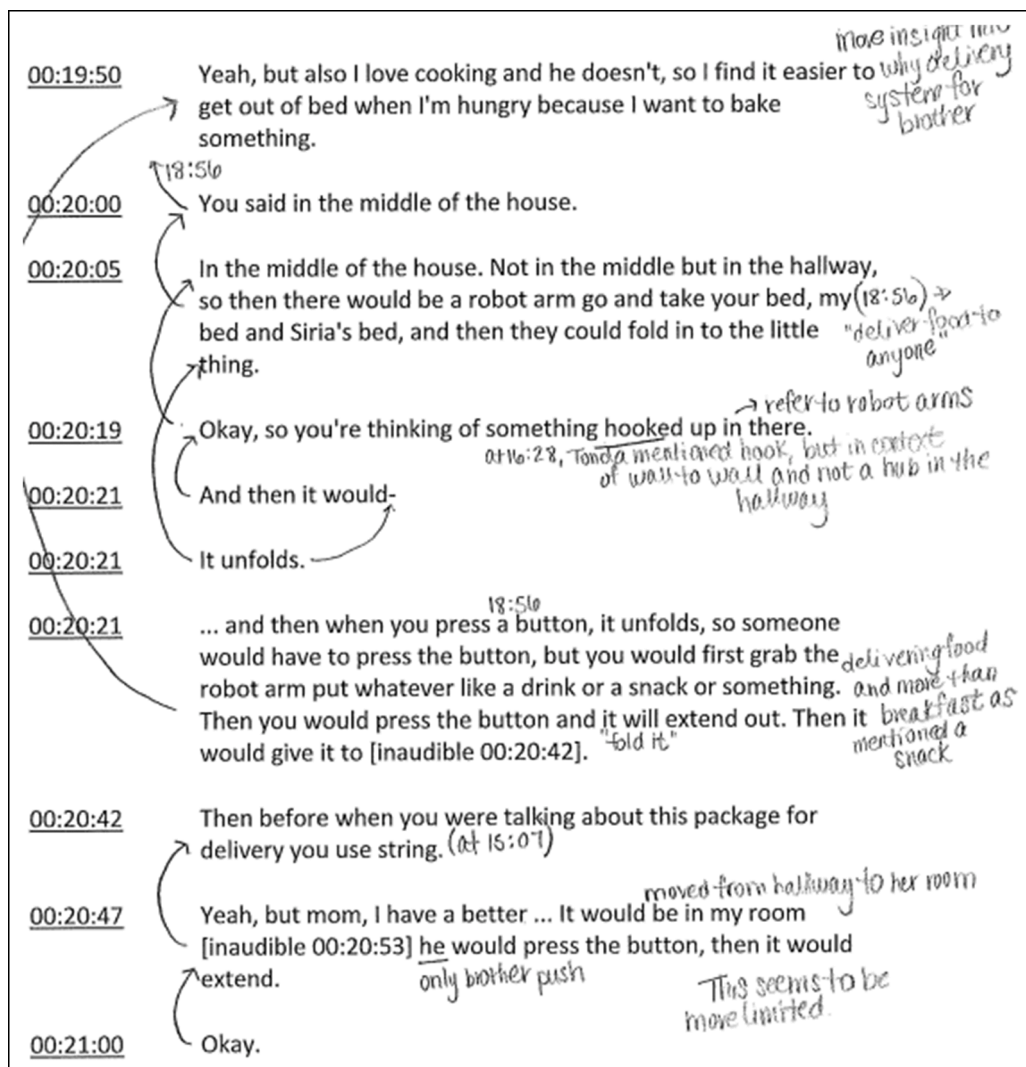 more insight into
00:19:50 Yeah, but also I love cooking and he doesn't, so I find it easier to why delivery
get out of bed when I'm hungry because I want to bake system for
something. brother
18:56
00:20:00 You said in the middle of the house.
00:20:05 In the middle of the house. Not in the middle but in the hallway,
so then there would be a robot arm go and take your bed, my (18:56) →
bed and Siria's bed, and then they could fold in to the little "deliver food to
thing. anyone"
→ refer to robot arms
00:20:19 Okay, so you're thinking of something hooked up in there.
at 16:28, Tonda mentioned hook, but in context
of wall to wall and not a hub in the
00:20:21 And then it would-
hallway
00:20:21 It unfolds.
18:56
00:20:21 ... and then when you press a button, it unfolds, so someone
would have to press the button, but you would first grab the delivering food
robot arm put whatever like a drink or a snack or something. and more than
Then you would press the button and it will extend out. Then it breakfast as
would give it to [inaudible 00:20:42]. "fold it" mentioned a
snack
00:20:42 Then before when you were talking about this package for
delivery you use string. (at 15:07)
moved from hallway to her room
00:20:47 Yeah, but mom, I have a better ... It would be in my room
[inaudible 00:20:53] he would press the button, then it would
extend. only brother push This seems to be
more limited.
00:21:00 Okay.